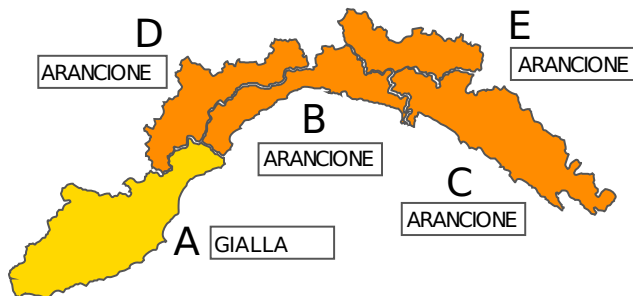 D
ARANCIONE
E
ARANCIONE
B
ARANCIONE
C
ARANCIONE
A
GIALLA